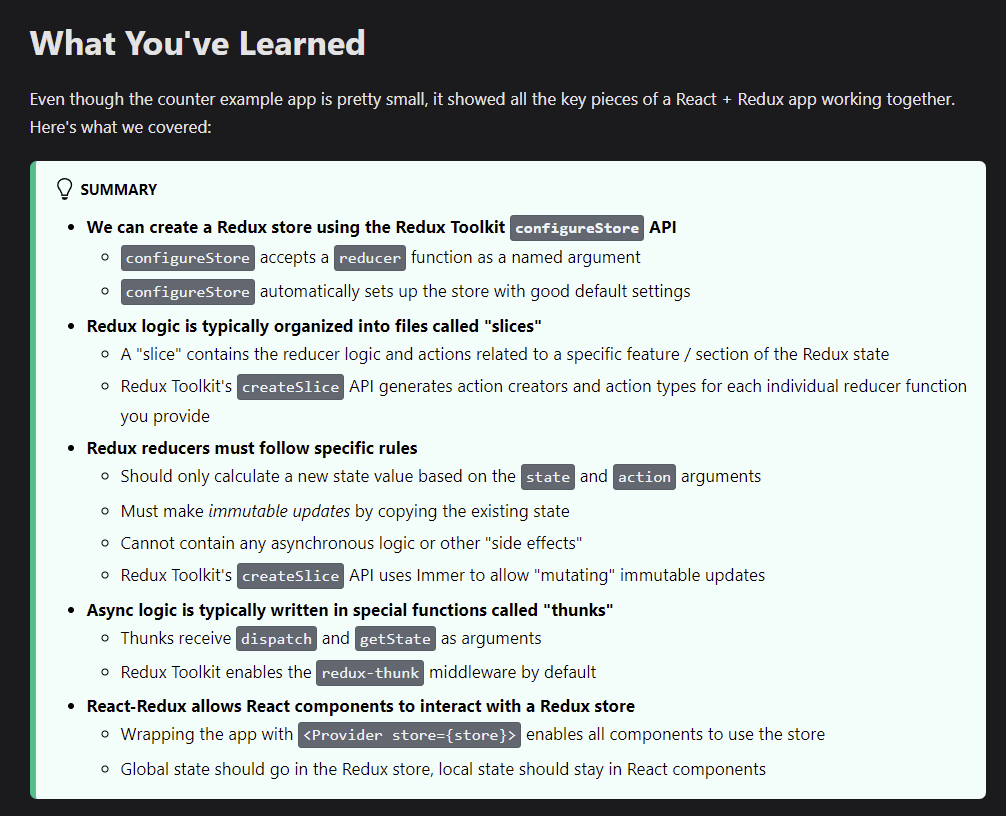 What You've Learned
Even though the counter example app is pretty small, it showed all the key pieces of a React + Redux app working together.
Here's what we covered:
SUMMARY
• We can create a Redux store using the Redux Toolkit configureStore API
◦ configureStore accepts a reducer function as a named argument
◦ configureStore automatically sets up the store with good default settings
• Redux logic is typically organized into files called "slices"
◦ A "slice" contains the reducer logic and actions related to a specific feature / section of the Redux state
◦ Redux Toolkit's createSlice API generates action creators and action types for each individual reducer function
you provide
• Redux reducers must follow specific rules
◦ Should only calculate a new state value based on the state and action arguments
◦ Must make immutable updates by copying the existing state
◦ Cannot contain any asynchronous logic or other "side effects"
◦ Redux Toolkit's createSlice API uses Immer to allow "mutating" immutable updates
• Async logic is typically written in special functions called "thunks"
◦ Thunks receive dispatch and getState as arguments
◦ Redux Toolkit enables the redux-thunk middleware by default
• React-Redux allows React components to interact with a Redux store
◦ Wrapping the app with <Provider store={store}> enables all components to use the store
◦ Global state should go in the Redux store, local state should stay in React components